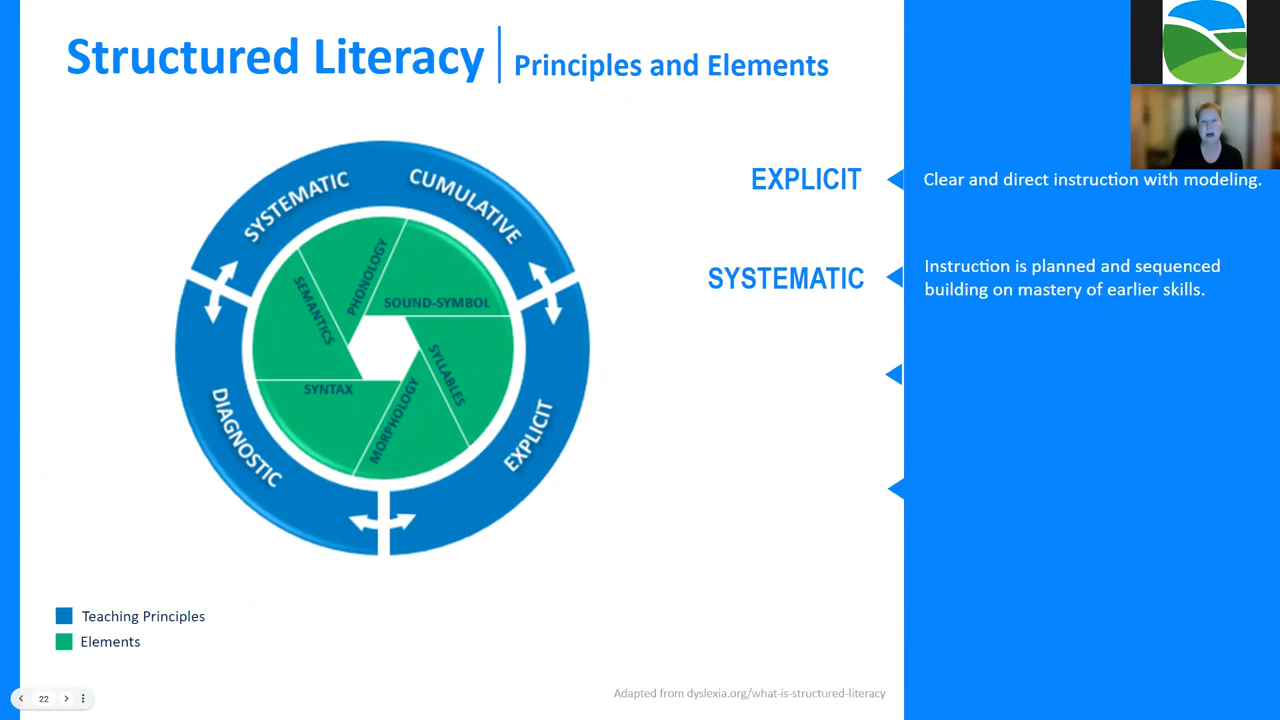 Structured Literacy
Principles and Elements
SYSTEMATIC
CUMULATIVE
DIAGNOSTIC
EXPLICIT
PHONOLOGY
SOUND-SYMBOL
SEMANTICS
SYLLABLES
SYNTAX
MORPHOLOGY
EXPLICIT
Clear and direct instruction with modeling.
SYSTEMATIC
Instruction is planned and sequenced
building on mastery of earlier skills.
Teaching Principles
Elements
Adapted from dyslexia.org/what-is-structured-literacy
22